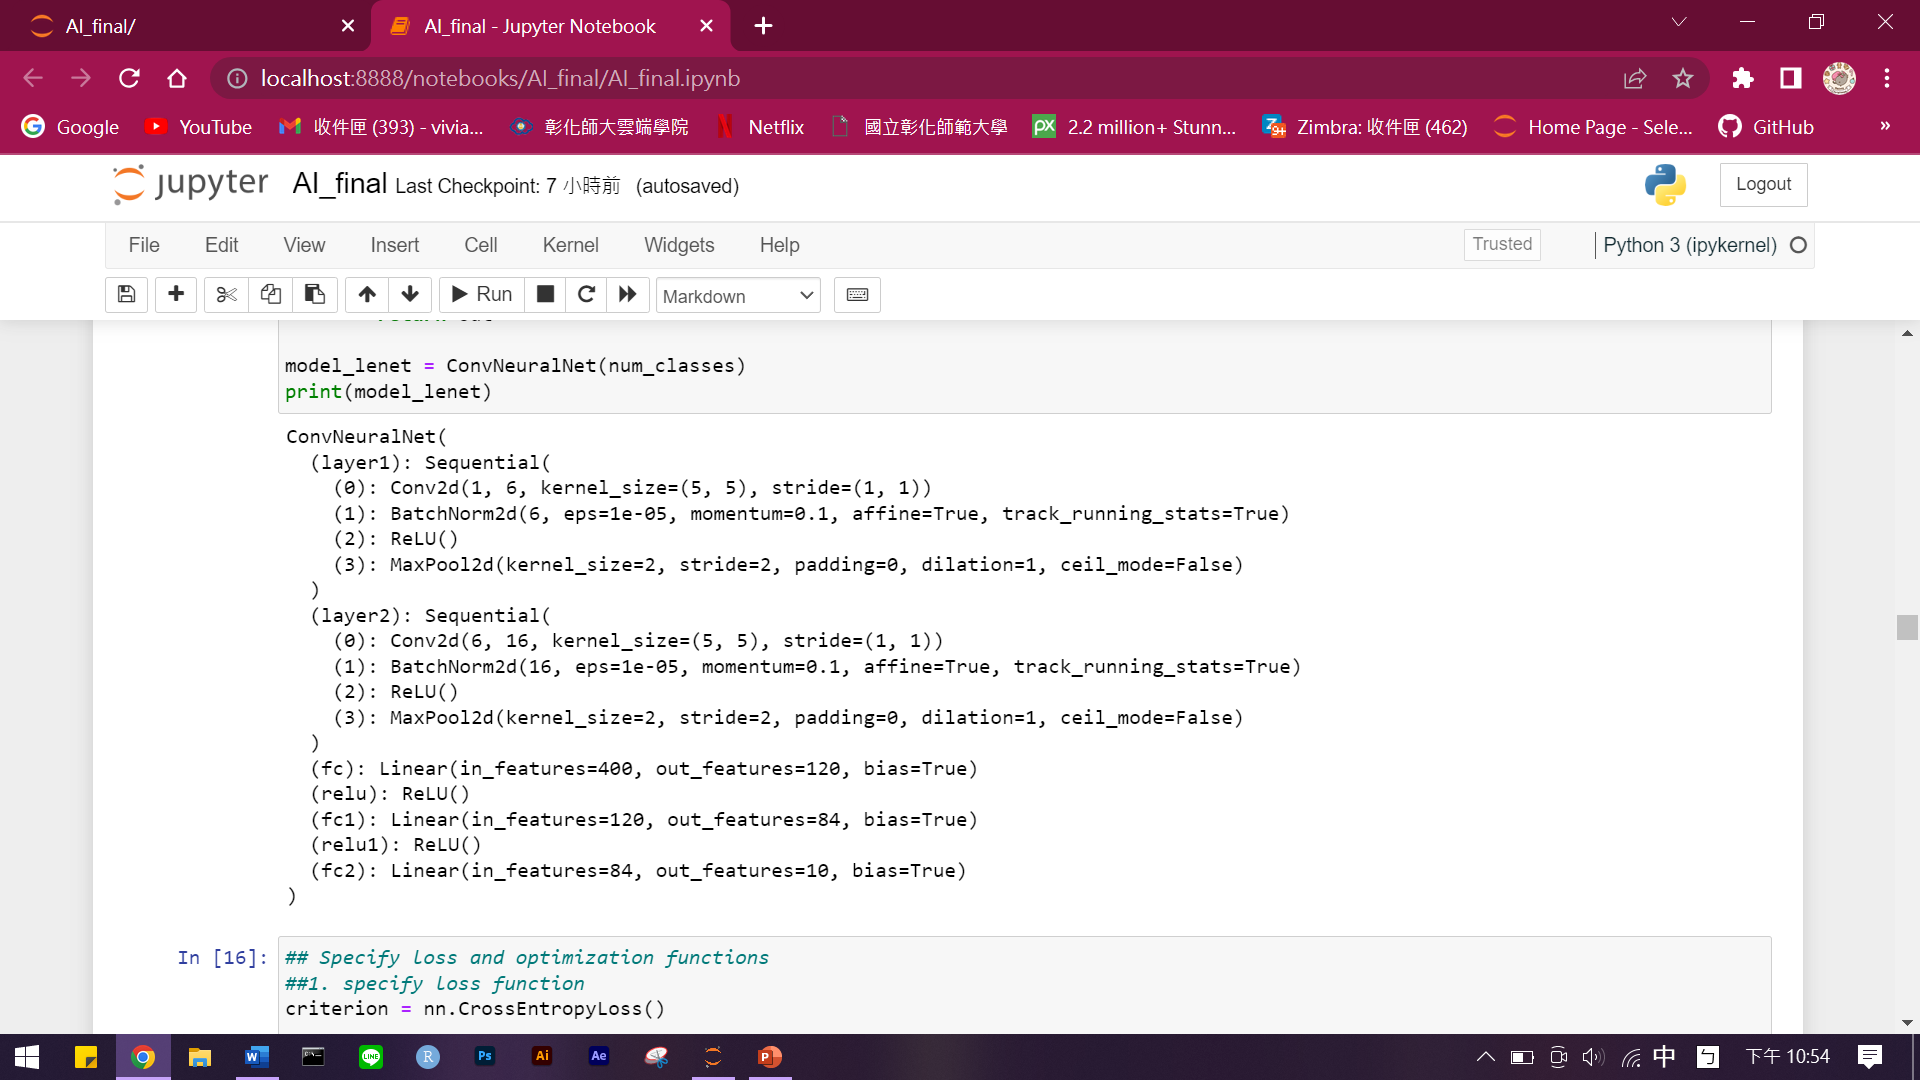 AI_final/
AI_final - Jupyter Notebook
localhost:8888/notebooks/AI_final/AI_final.ipynb
Google YouTube 收件匣 (393) - vivia... 彰化師大雲端學院 Netflix 國立彰化師範大學 PX 2.2 million+ Stunn... Zimbra: 收件匣 (462) Home Page - Sele... GitHub »
jupyter AI_final Last Checkpoint: 7 小時前 (autosaved) Logout
File Edit View Insert Cell Kernel Widgets Help Trusted Python 3 (ipykernel)
Run Markdown
model_lenet = ConvNeuralNet(num_classes)
print(model_lenet)
ConvNeuralNet(
  (layer1): Sequential(
    (0): Conv2d(1, 6, kernel_size=(5, 5), stride=(1, 1))
    (1): BatchNorm2d(6, eps=1e-05, momentum=0.1, affine=True, track_running_stats=True)
    (2): ReLU()
    (3): MaxPool2d(kernel_size=2, stride=2, padding=0, dilation=1, ceil_mode=False)
  )
  (layer2): Sequential(
    (0): Conv2d(6, 16, kernel_size=(5, 5), stride=(1, 1))
    (1): BatchNorm2d(16, eps=1e-05, momentum=0.1, affine=True, track_running_stats=True)
    (2): ReLU()
    (3): MaxPool2d(kernel_size=2, stride=2, padding=0, dilation=1, ceil_mode=False)
  )
  (fc): Linear(in_features=400, out_features=120, bias=True)
  (relu): ReLU()
  (fc1): Linear(in_features=120, out_features=84, bias=True)
  (relu1): ReLU()
  (fc2): Linear(in_features=84, out_features=10, bias=True)
)
In [16]: ## Specify loss and optimization functions
##1. specify loss function
criterion = nn.CrossEntropyLoss()
W LINE R Ps Ai Ae P 中 ㄅ 下午 10:54